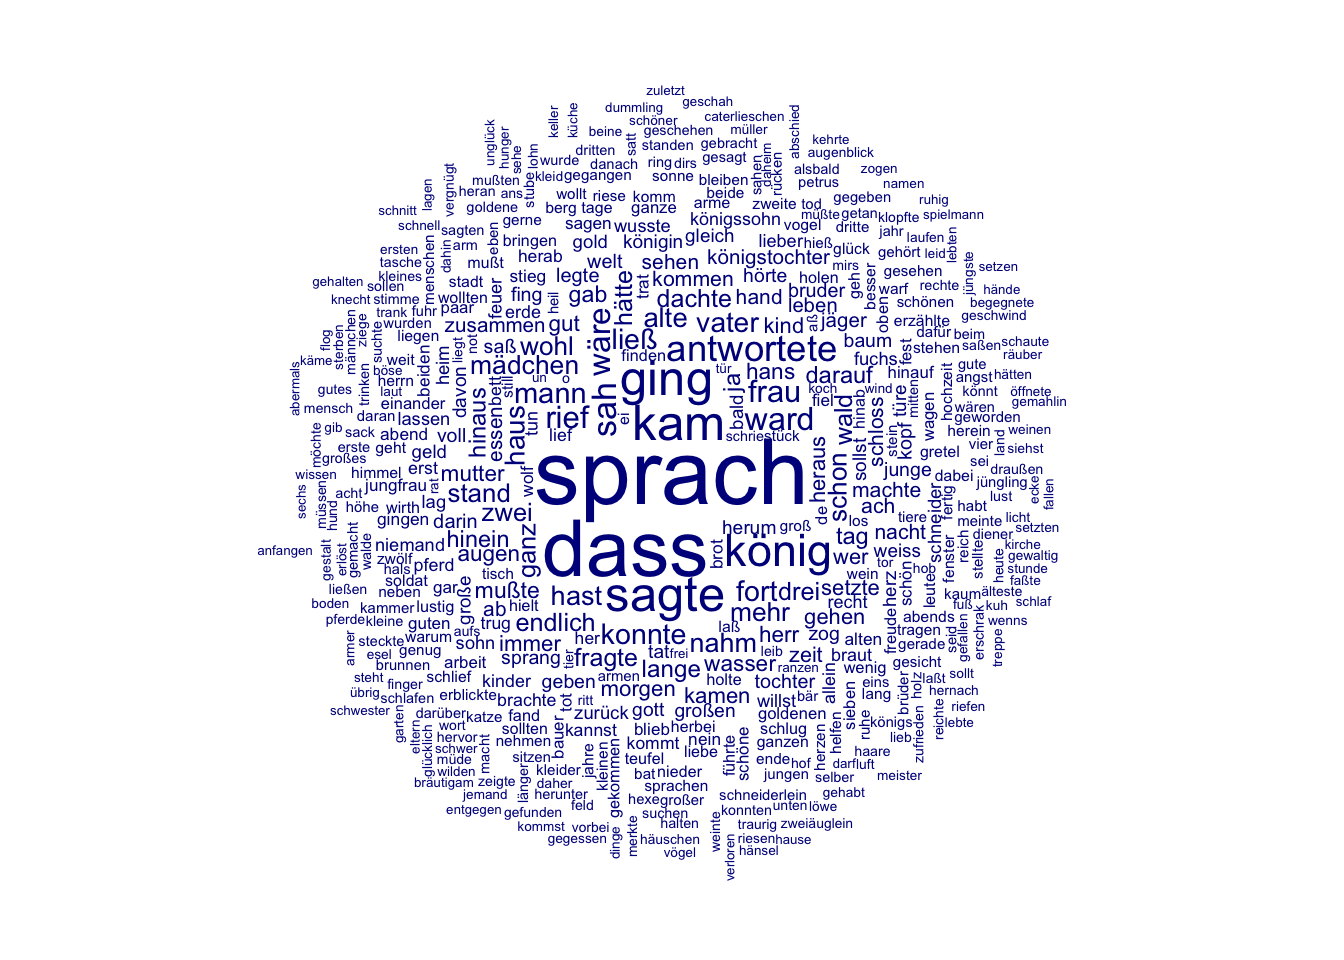 zuletzt
geschah
dummling
caterlieschen
schöner
müller
keller
küche
beine
geschehen
satt
standen
gebracht
abschied
kehrte
augenblick
unglück
hunger
sehe
lohn
wurde
dritten
danach
ring
dirs
gesagt
sahen
daheim
rücken
alsbald
zogen
kleid
gegangen
sonne
bleiben
petrus
namen
lagen
vergnügt
mußten
heran
ans
stube
wollt
riese
komm
beide
gegeben
ruhig
goldene
berg
tage
ganze
arme
zweite
tod
schnitt
gerne
sagen
wusste
königssohn
vogel
müßte
getan
klopfte
spielmann
schnell
sagten
eben
bringen
gold
königin
gleich
lieber
hieß
glück
dritte
jahr
laufen
ersten
menschen
dahin
arm
herab
welt
sehen
königstochter
hörte
mirs
gehört
leid
lebten
tasche
kleines
mußt
stieg
legte
kommen
holen
geh
besser
gesehen
jüngste
setzen
gehalten
sollen
stadt
feuer
fing
gab
hätte
trat
dachte
hand
bruder
warf
rechte
hände
knecht
stimme
wollten
erde
heil
leben
oben
schönen
begegnete
trank
fuhr
paar
zusammen
gut
wäre
ließ
alte
vater
kind
aß
jäger
erzählte
geschwind
flog
sterben
männchen
ziege
suchte
wurden
liegen
liegt
not
saß
wohl
finden
antwortete
baum
fest
dafür
beim
stehen
saßen
schaute
räuber
käme
böse
weit
beiden
heim
mädchen
tür
hans
darauf
fuchs
hinauf
gute
abermals
gutes
trinken
herrn
laut
davon
still
un
o
ging
ja
koch
wind
mitten
hochzeit
angst
hätten
mensch
daran
einander
essen
bett
mann
sah
frau
fiel
hinab
türe
könnt
öffnete
gib
sack
lassen
hinaus
tun
rief
ei
kam
bald
ward
wald
stein
kopf
wagen
wären
gemahlin
möchte
abend
voll
haus
lief
schrie
stück
schloss
geworden
herein
weinen
großes
erste
geht
geld
schon
sollst
gretel
vier
land
siehst
wissen
himmel
erst
mutter
wolf
sprach
heraus
junge
dabei
sei
draußen
sechs
müssen
acht
jungfrau
rat
stand
machte
jüngling
ecke
fallen
hund
höhe
wirth
lag
zwei
de
ach
schneider
fertig
habt
lust
gingen
darin
herum
groß
los
tiere
meinte
licht
anfangen
gestalt
erlöst
gemacht
walde
niemand
hinein
ganz
dass
brot
könig
tag
nacht
diener
setzten
zwölf
augen
wer
weiss
fenster
reich
stellte
kirche
hals
pferd
tisch
tor
hob
heute
gewaltig
ließen
soldat
neben
gar
große
mußte
hast
sagte
fort
drei
wein
setzte
herz
schön
leute
kaum
älteste
stunde
faßte
boden
kammer
lustig
ab
hielt
mehr
gehen
recht
abends
fuß
kuh
schlaf
pferde
kleine
guten
trug
endlich
laß
freude
tragen
seid
gefallen
erschrak
wenns
armer
steckte
warum
aufs
her
konnte
nahm
herr
zog
alten
gerade
treppe
esel
genug
sohn
immer
tat
frei
brunnen
arbeit
sprang
tier
fragte
lange
leib
wasser
zeit
braut
wenig
gesicht
steht
finger
schlief
kinder
geben
armen
ranzen
allein
eins
holz
laßt
sollt
übrig
schlafen
erblickte
brachte
tot
ritt
morgen
holte
kamen
tochter
willst
bär
sieben
lang
brüder
hernach
schwester
garten
darüber
katze
fand
zurück
gott
großen
goldenen
ruhe
königs
zufrieden
reichte
riefen
eltern
wort
sollten
bauer
kannst
blieb
herbei
schlug
helfen
lieb
lebte
glücklich
hervor
schwer
macht
nehmen
kommt
nein
führte
schöne
ganzen
herzen
haare
müde
sitzen
jahre
kleinen
teufel
liebe
ende
hof
darf
luft
wilden
kleider
gekommen
bat
nieder
jungen
selber
meister
bräutigam
zeigte
länger
daher
sprachen
jemand
herunter
hexe
großer
schneiderlein
gehabt
entgegen
gefunden
feld
suchen
konnten
unten
löwe
kommst
vorbei
halten
weinte
traurig
zweiäuglein
gegessen
dinge
merkte
häuschen
riesen
hause
vögel
verloren
hänsel